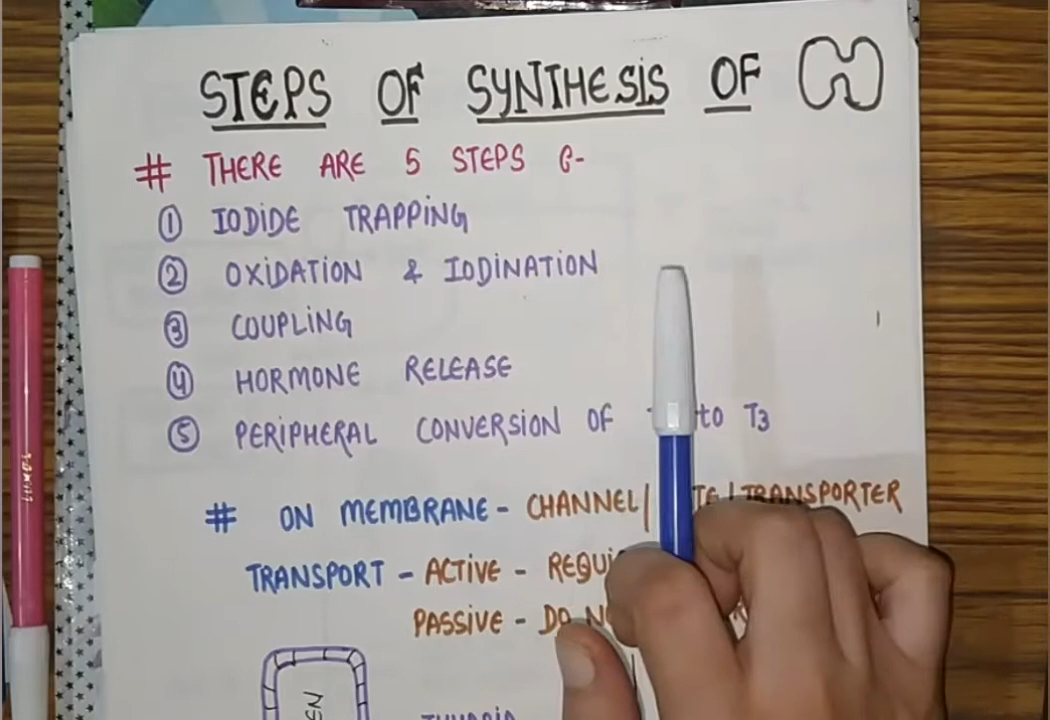 STEPS OF SYNTHESIS OF
# THERE ARE 5 STEPS :-
① IODIDE TRAPPING
② OXIDATION & IODINATION
③ COUPLING
④ HORMONE RELEASE
⑤ PERIPHERAL CONVERSION OF to T3
# ON MEMBRANE - CHANNEL / / TRANSPORTER
TRANSPORT - ACTIVE -
PASSIVE - DO